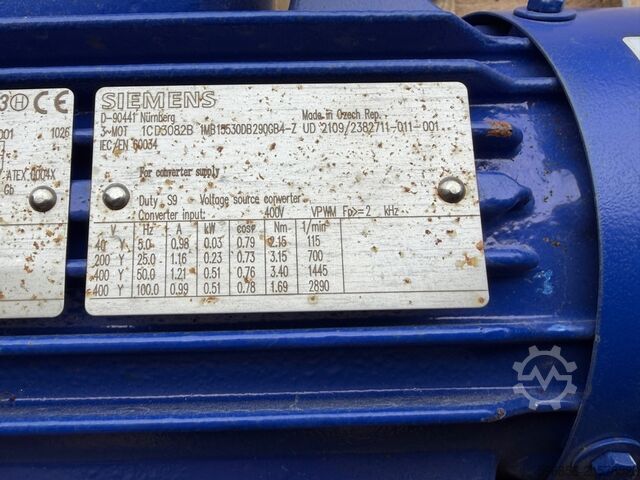 CE
001 1026
ATEX 0004X
Gb
SIEMENS
D-90441 Nürnberg
Made in Czech Rep.
3~MOT 1CD3082B 1MB15530DB290GB4-Z UD 2109/2382711-011-001
IEC/EN 60034
For converter supply
Duty S9 Voltage source converter
Converter input: 400V VPWM Fp>=2 kHz
V Hz A kW cosφ Nm 1/min
40 Y 5.0 0.98 0.03 0.79 2.15 115
200 Y 25.0 1.16 0.23 0.73 3.15 700
400 Y 50.0 1.21 0.51 0.76 3.40 1445
400 Y 100.0 0.99 0.51 0.78 1.69 2890